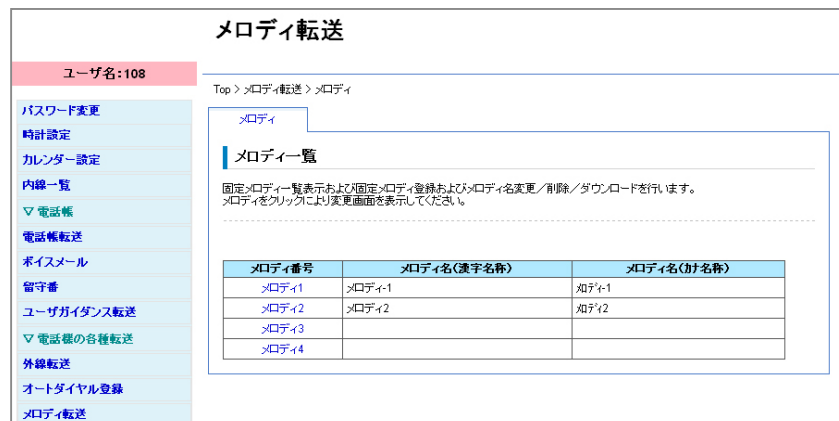 メロディ転送
ユーザ名:108
パスワード変更
時計設定
カレンダー設定
内線一覧
▽ 電話帳
電話帳転送
ボイスメール
留守番
ユーザガイダンス転送
▽ 電話機の各種転送
外線転送
オートダイヤル登録
メロディ転送
Top > メロディ転送 > メロディ
メロディ
メロディ一覧
固定メロディ一覧表示および固定メロディ登録およびメロディ名変更/削除/ダウンロードを行います。
メロディをクリックにより変更画面を表示してください。
メロディ番号 メロディ名(漢字名称) メロディ名(カナ名称)
メロディ1 メロディ-1 メロディ-1
メロディ2 メロディ2 メロディ2
メロディ3
メロディ4